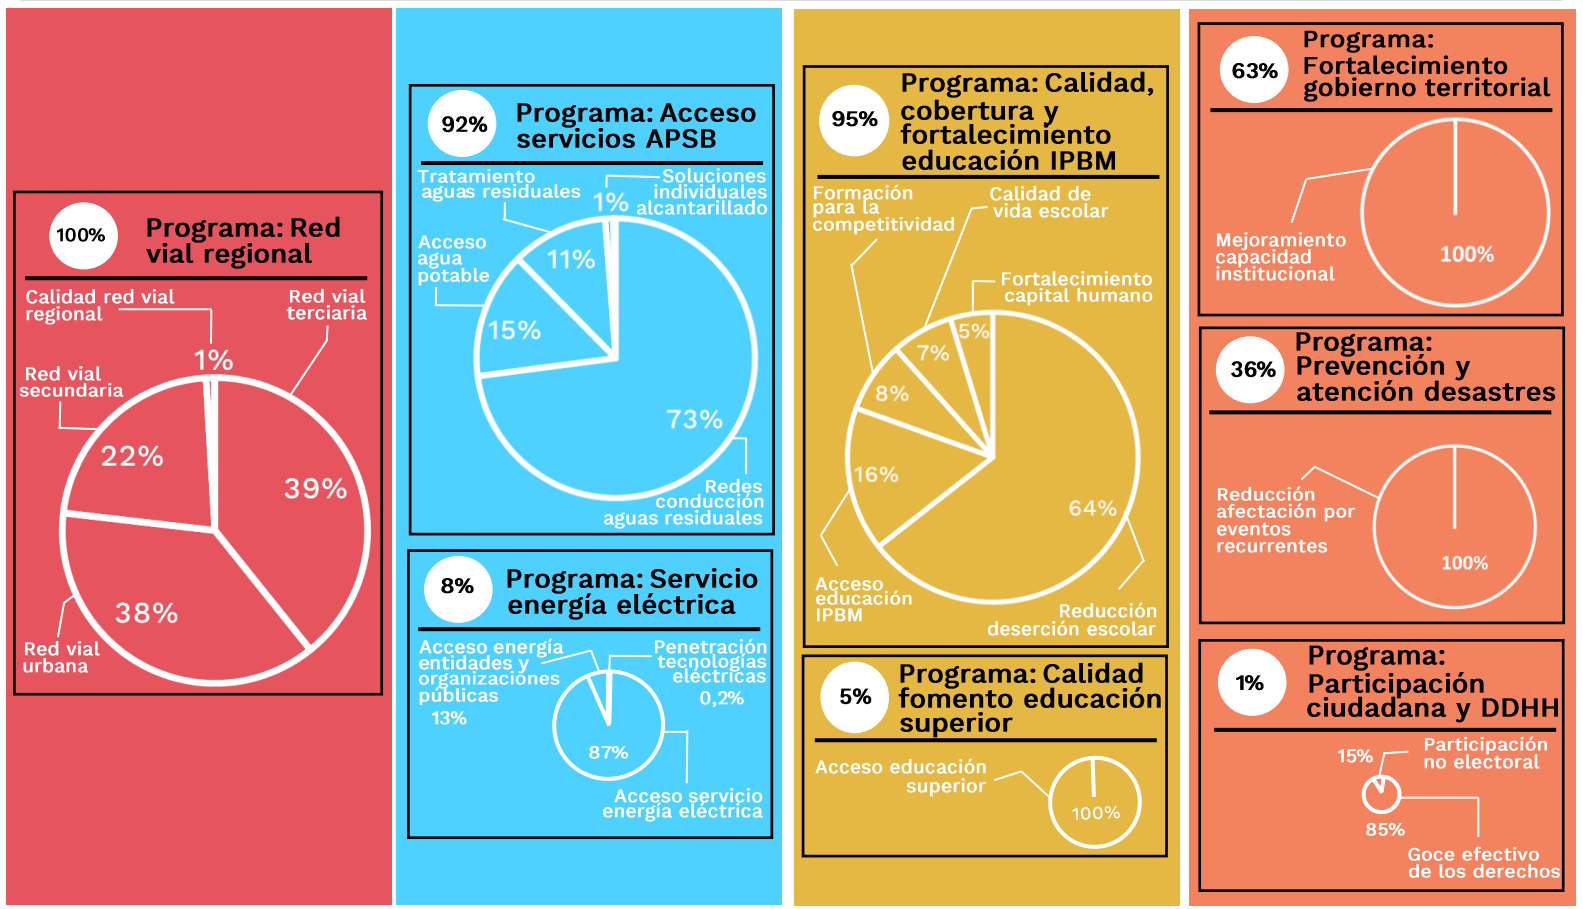 100%
Programa: Red
vial regional
Calidad red vial
regional
Red vial
terciaria
1%
Red vial
secundaria
22%
39%
38%
Red vial
urbana
92%
Programa: Acceso
servicios APSB
Tratamiento
aguas residuales
Soluciones
individuales
alcantarillado
1%
Acceso
agua
potable
11%
15%
73%
Redes
conducción
aguas residuales
8%
Programa: Servicio
energía eléctrica
Acceso energía
entidades y
organizaciones
públicas
13%
Penetración
tecnologías
eléctricas
0,2%
87%
Acceso servicio
energía eléctrica
95%
Programa: Calidad,
cobertura y
fortalecimiento
educación IPBM
Formación
para la
competitividad
Calidad de
vida escolar
Fortalecimiento
capital humano
5%
7%
8%
16%
64%
Acceso
educación
IPBM
Reducción
deserción escolar
5%
Programa: Calidad
fomento educación
superior
Acceso educación
superior
100%
63%
Programa:
Fortalecimiento
gobierno territorial
Mejoramiento
capacidad
institucional
100%
36%
Programa:
Prevención y
atención desastres
Reducción
afectación por
eventos
recurrentes
100%
1%
Programa:
Participación
ciudadana y DDHH
15%
Participación
no electoral
85%
Goce efectivo
de los derechos